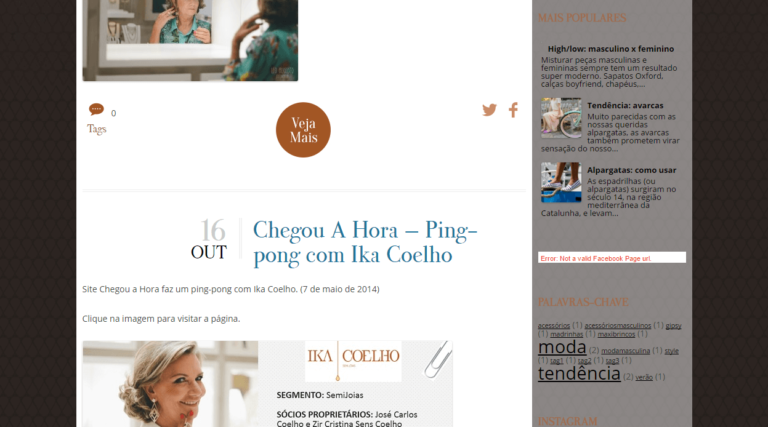 0
Tags
Veja
Mais
16
OUT
Chegou A Hora – Ping-
pong com Ika Coelho
Site Chegou a Hora faz um ping-pong com Ika Coelho. (7 de maio de 2014)
Clique na imagem para visitar a página.
IKA COELHO
SEGMENTO: SemiJoias
SÓCIOS PROPRIETÁRIOS: José Carlos
Coelho e Zir Cristina Sens Coelho
MAIS POPULARES
High/low: masculino x feminino
Misturar peças masculinas e
femininas sempre tem um resultado
super moderno. Sapatos Oxford,
calças boyfriend, chapéus,...
Tendência: avarcas
Muito parecidas com as
nossas queridas
alpargatas, as avarcas
também prometem virar
sensação do nosso...
Alpargatas: como usar
As espadrilhas (ou
alpargatas) surgiram no
século 14, na região
mediterrânea da
Catalunha, e levam...
Error: Not a valid Facebook Page url.
PALAVRAS-CHAVE
acessórios (1) acessóriosmasculinos (1) gipsy
(1) madrinhas (1) maxibrincos (1)
moda (2) modamasculina (1) style
(1) tag1 (1) tag2 (1) tag3 (1)
tendência (2) verão (1)
INSTAGRAM